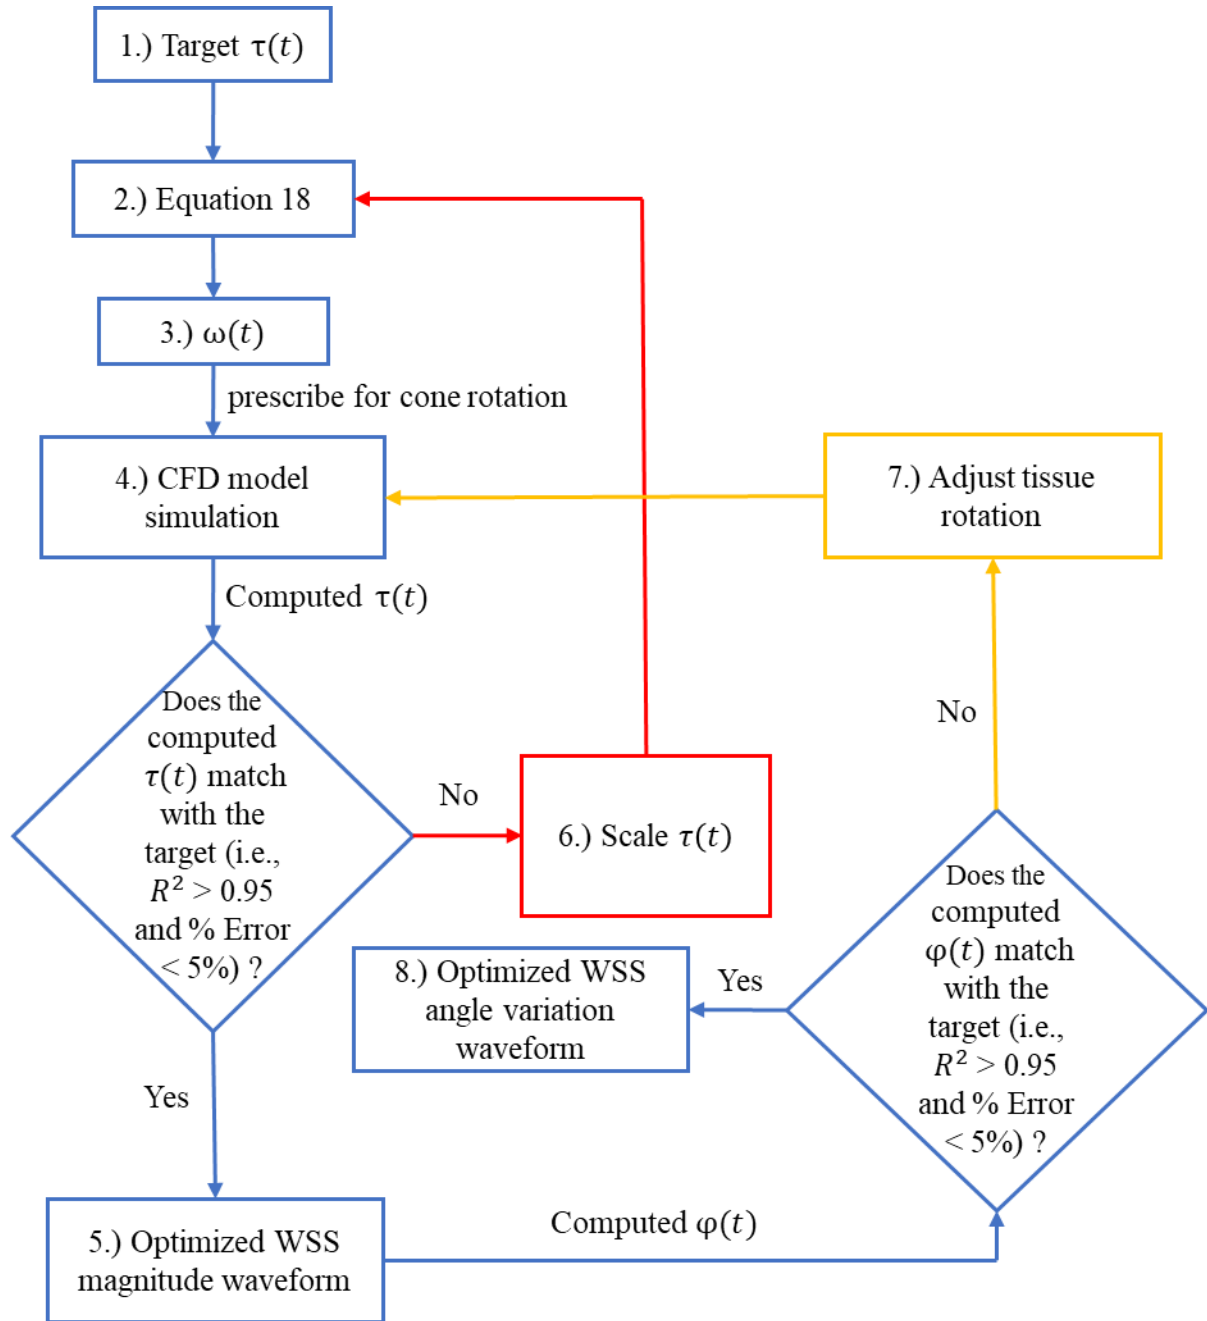 1.) Target τ(t)
2.) Equation 18
3.) ω(t)
prescribe for cone rotation
4.) CFD model
simulation
7.) Adjust tissue
rotation
Computed τ(t)
Does the
computed
τ(t) match
with the
target (i.e.,
R² > 0.95
and % Error
< 5%) ?
No
6.) Scale τ(t)
No
Does the
computed
φ(t) match
with the
target (i.e.,
R² > 0.95
and % Error
< 5%) ?
Yes
8.) Optimized WSS
angle variation
waveform
Yes
5.) Optimized WSS
magnitude waveform
Computed φ(t)